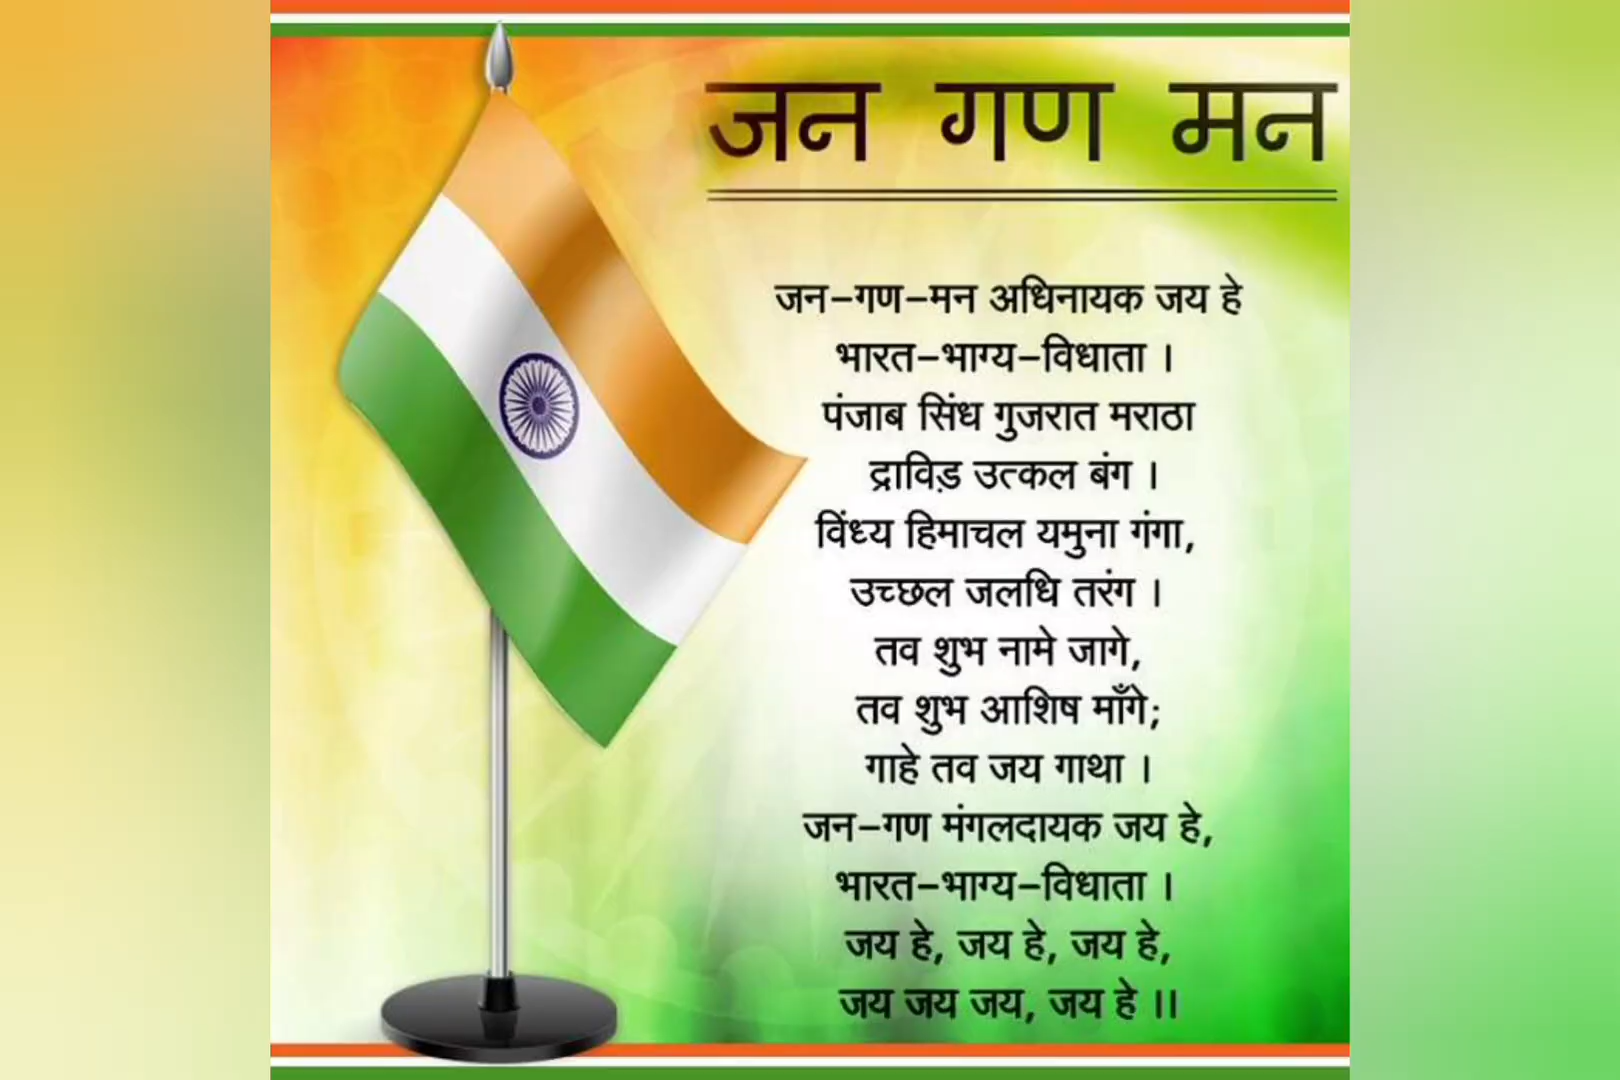 जन गण मन
जन–गण–मन अधिनायक जय हे
भारत–भाग्य–विधाता ।
पंजाब सिंध गुजरात मराठा
द्राविड़ उत्कल बंग ।
विंध्य हिमाचल यमुना गंगा,
उच्छल जलधि तरंग ।
तव शुभ नामे जागे,
तव शुभ आशिष माँगे;
गाहे तव जय गाथा ।
जन–गण मंगलदायक जय हे,
भारत–भाग्य–विधाता ।
जय हे, जय हे, जय हे,
जय जय जय, जय हे ।।